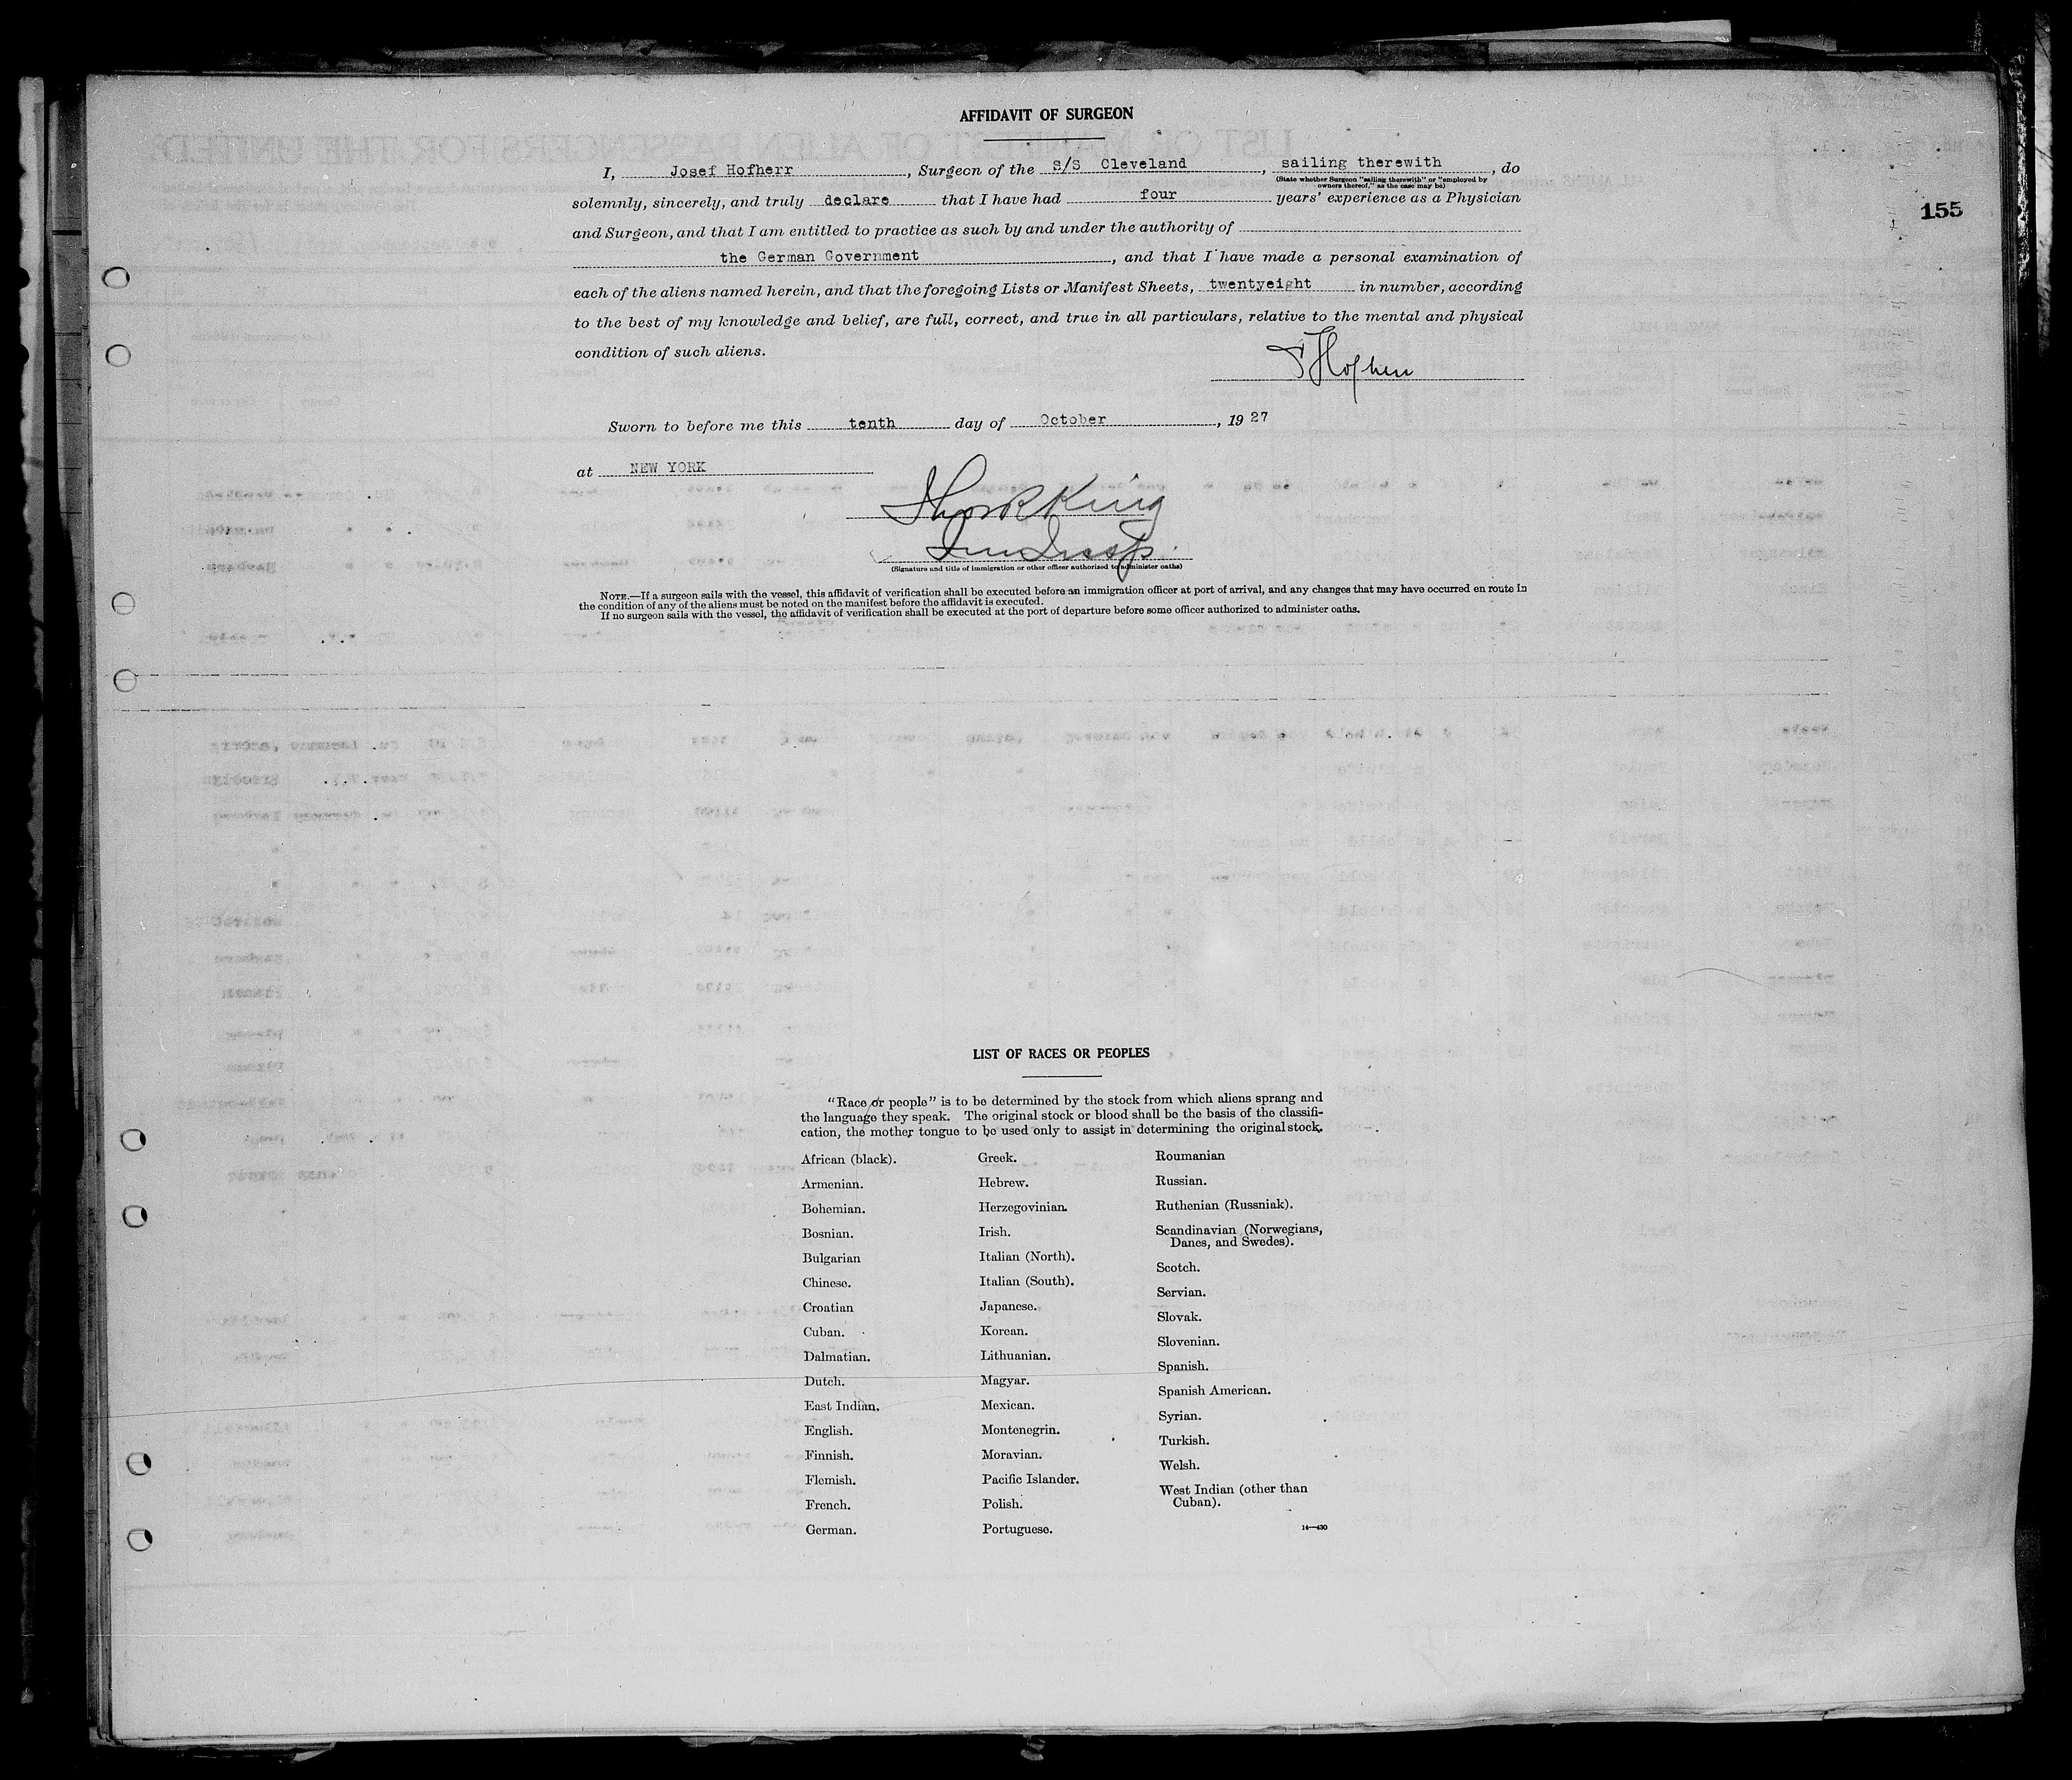 AFFIDAVIT OF SURGEON
I, Josef Hofherr, Surgeon of the S/S Cleveland, sailing therewith, do
(State whether Surgeon "sailing therewith" or "employed by
owners thereof," as the case may be)
solemnly, sincerely, and truly declare that I have had four years' experience as a Physician
155
and Surgeon, and that I am entitled to practice as such by and under the authority of
the German Government, and that I have made a personal examination of
each of the aliens named herein, and that the foregoing Lists or Manifest Sheets, twentyeight in number, according
to the best of my knowledge and belief, are full, correct, and true in all particulars, relative to the mental and physical
condition of such aliens.
Hofherr
Sworn to before me this tenth day of October, 1927
at NEW YORK
R King
Imm Insp.
(Signature and title of immigration or other officer authorized to administer oaths)
NOTE.—If a surgeon sails with the vessel, this affidavit of verification shall be executed before an immigration officer at port of arrival, and any changes that may have occurred en route in
the condition of any of the aliens must be noted on the manifest before the affidavit is executed.
If no surgeon sails with the vessel, the affidavit of verification shall be executed at the port of departure before some officer authorized to administer oaths.
LIST OF RACES OR PEOPLES
"Race or people" is to be determined by the stock from which aliens sprang and
the language they speak. The original stock or blood shall be the basis of the classifi-
cation, the mother tongue to be used only to assist in determining the original stock.
African (black).
Armenian.
Bohemian.
Bosnian.
Bulgarian
Chinese.
Croatian
Cuban.
Dalmatian.
Dutch.
East Indian.
English.
Finnish.
Flemish.
French.
German.
Greek.
Hebrew.
Herzegovinian.
Irish.
Italian (North).
Italian (South).
Japanese.
Korean.
Lithuanian.
Magyar.
Mexican.
Montenegrin.
Moravian.
Pacific Islander.
Polish.
Portuguese.
Roumanian
Russian.
Ruthenian (Russniak).
Scandinavian (Norwegians,
Danes, and Swedes).
Scotch.
Servian.
Slovak.
Slovenian.
Spanish.
Spanish American.
Syrian.
Turkish.
Welsh.
West Indian (other than
Cuban).
14—430